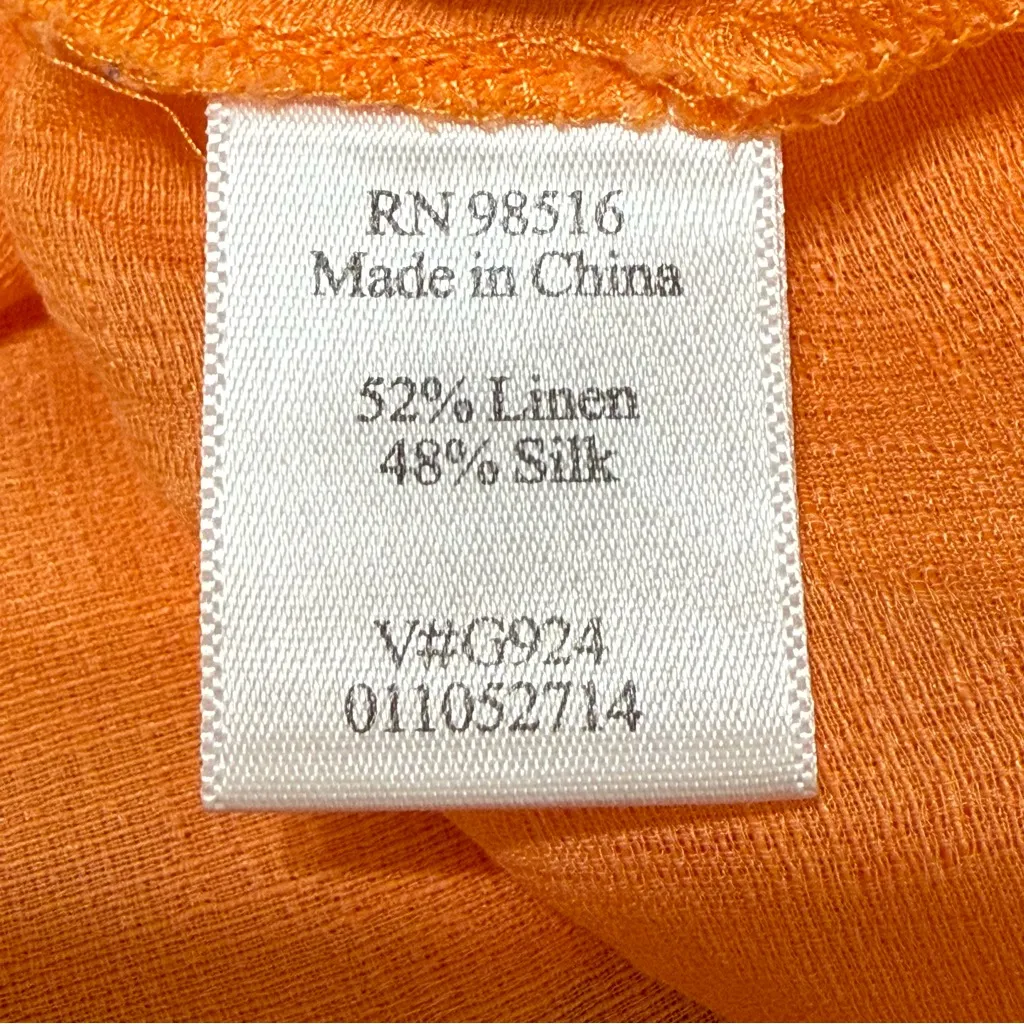 RN 98516
Made in China
52% Linen
48% Silk
V#G924
011052714